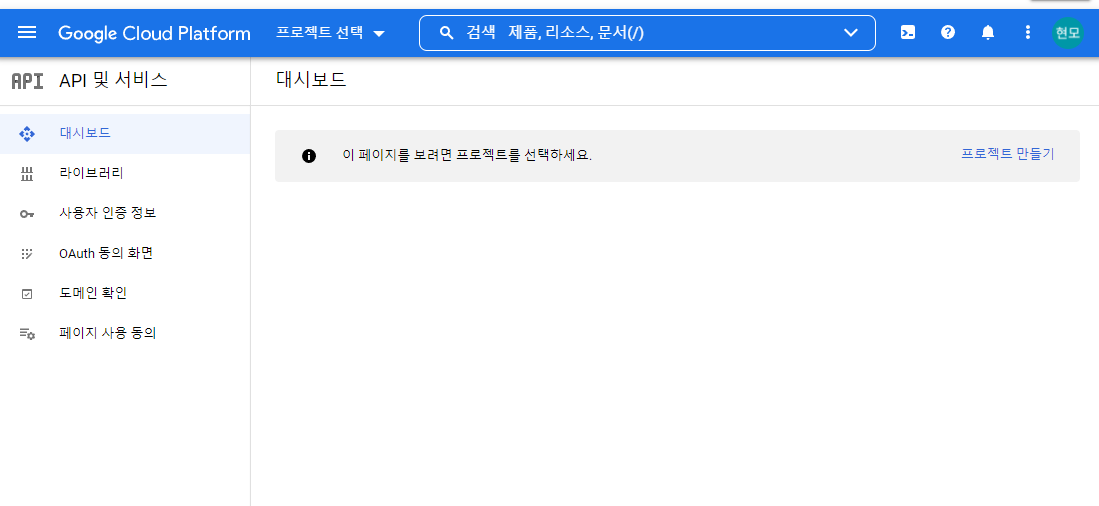 Google Cloud Platform 프로젝트 선택 검색 제품, 리소스, 문서(/) 현모
API API 및 서비스 대시보드
대시보드
이 페이지를 보려면 프로젝트를 선택하세요. 프로젝트 만들기
라이브러리
사용자 인증 정보
OAuth 동의 화면
도메인 확인
페이지 사용 동의